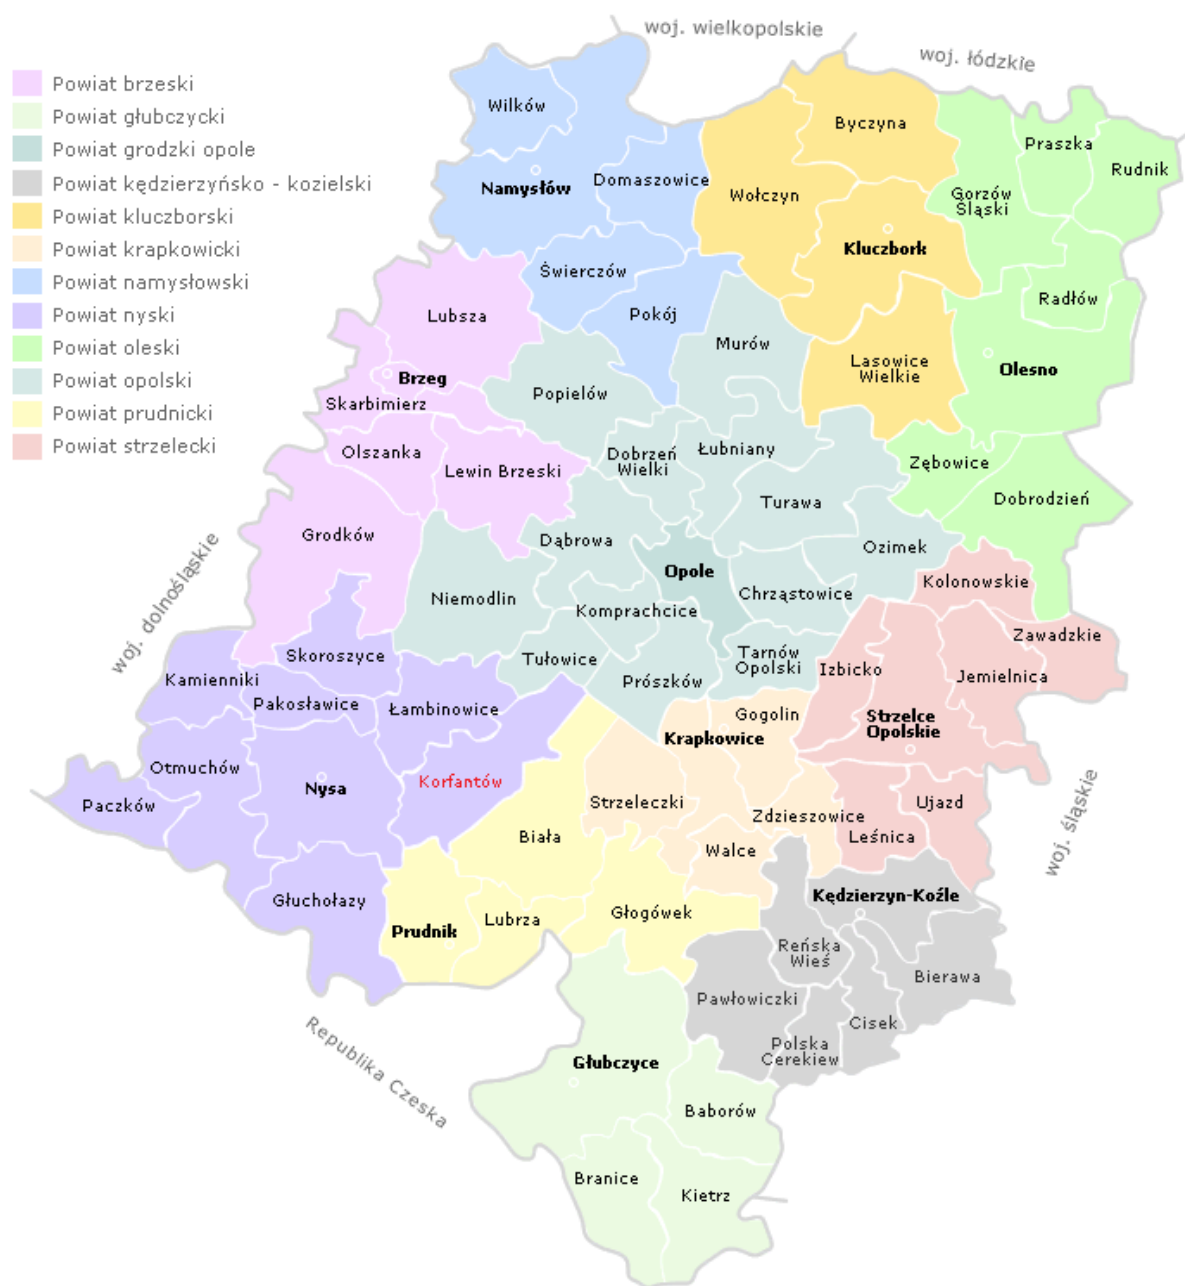 woj. wielkopolskie
woj. łódzkie
Powiat brzeski
Powiat głubczycki
Powiat grodzki opole
Powiat kędzierzyńsko - kozielski
Powiat kluczborski
Powiat krapkowicki
Powiat namysłowski
Powiat nyski
Powiat oleski
Powiat opolski
Powiat prudnicki
Powiat strzelecki
Wilków
Byczyna
Praszka
Rudnik
Namysłów
Domaszowice
Wołczyn
Gorzów
Śląski
Kluczbork
Świerczów
Radłów
Lubsza
Pokój
Murów
Lasowice
Wielkie
Olesno
Brzeg
Skarbimierz
Popielów
Olszanka
Lewin Brzeski
Dobrzeń
Wielki
Łubniany
Zębowice
Turawa
Dobrodzień
Grodków
Dąbrowa
Ozimek
woj. dolnośląskie
Opole
Kolonowskie
Niemodlin
Komprachcice
Chrząstowice
Zawadzkie
Skoroszyce
Tułowice
Tarnów
Opolski
Izbicko
Jemielnica
Kamienniki
Prószków
Pakosławice
Łambinowice
Gogolin
Strzelce
Opolskie
Krapkowice
Otmuchów
Nysa
Korfantów
Paczków
Strzeleczki
Zdzieszowice
Ujazd
woj. śląskie
Biała
Leśnica
Walce
Głuchołazy
Kędzierzyn-Koźle
Prudnik
Lubrza
Głogówek
Reńska
Wieś
Bierawa
Pawłowiczki
Cisek
Republika Czeska
Polska
Cerekiew
Głubczyce
Baborów
Branice
Kietrz